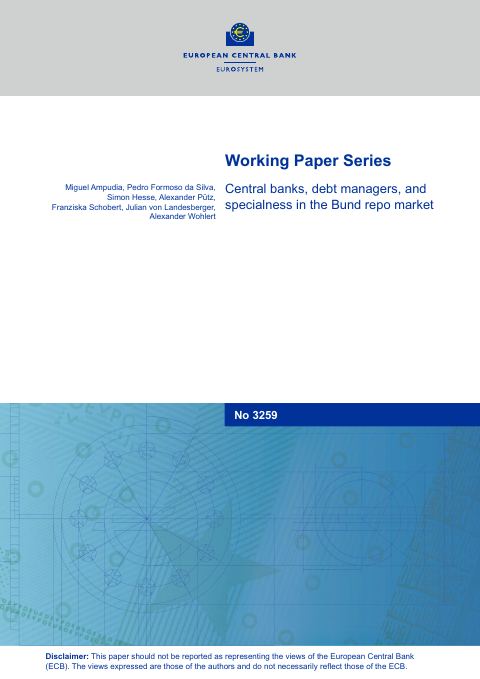 EUROPEAN CENTRAL BANK
EUROSYSTEM
Working Paper Series
Miguel Ampudia, Pedro Formoso da Silva,
Simon Hesse, Alexander Pütz,
Franziska Schobert, Julian von Landesberger,
Alexander Wohlert
Central banks, debt managers, and
specialness in the Bund repo market
No 3259
Disclaimer: This paper should not be reported as representing the views of the European Central Bank
(ECB). The views expressed are those of the authors and do not necessarily reflect those of the ECB.